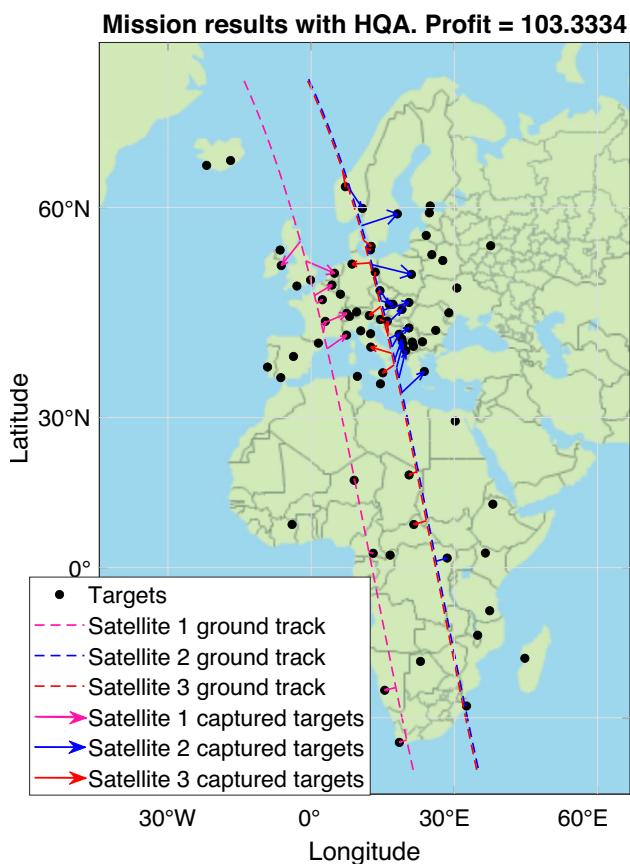 Mission results with HQA. Profit = 103.3334
60°N
30°N
0°
Latitude
Targets
Satellite 1 ground track
Satellite 2 ground track
Satellite 3 ground track
Satellite 1 captured targets
Satellite 2 captured targets
Satellite 3 captured targets
30°W
0°
30°E
60°E
Longitude